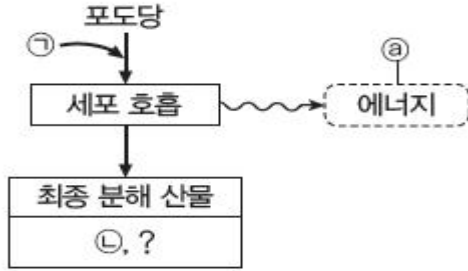 포도당
㉠
ⓐ
세포 호흡
에너지
최종 분해 산물
㉡, ?